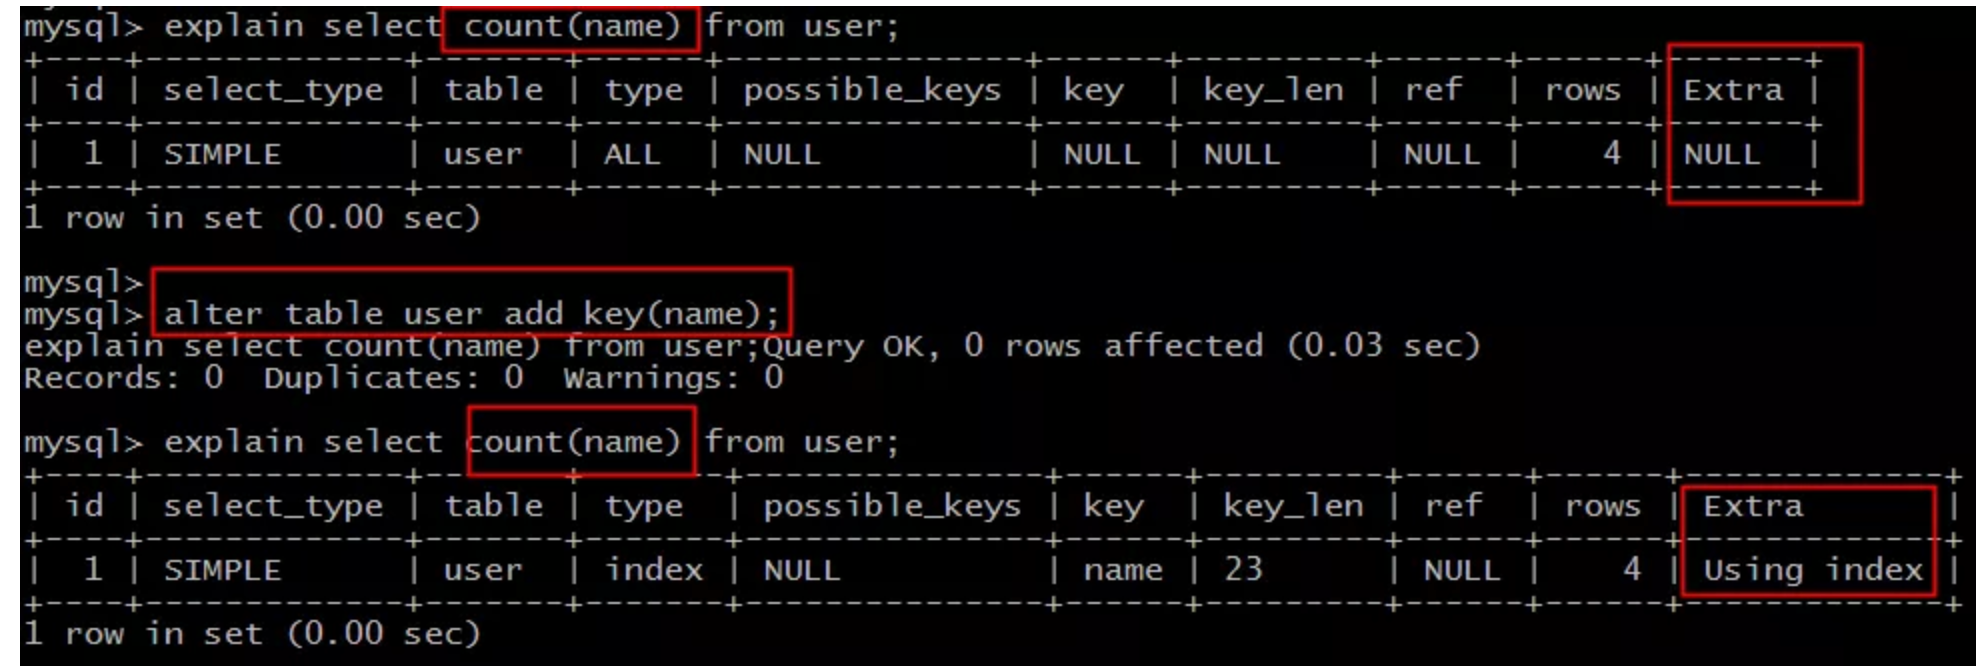 mysql> explain select count(name) from user;
+----+-------------+-------+------+---------------+------+---------+------+------+-------+
| id | select_type | table | type | possible_keys | key  | key_len | ref  | rows | Extra |
+----+-------------+-------+------+---------------+------+---------+------+------+-------+
|  1 | SIMPLE      | user  | ALL  | NULL          | NULL | NULL    | NULL |    4 | NULL  |
+----+-------------+-------+------+---------------+------+---------+------+------+-------+
1 row in set (0.00 sec)
mysql>
mysql> alter table user add key(name);
explain select count(name) from user;Query OK, 0 rows affected (0.03 sec)
Records: 0  Duplicates: 0  Warnings: 0
mysql> explain select count(name) from user;
+----+-------------+-------+-------+---------------+------+---------+------+------+-------------+
| id | select_type | table | type  | possible_keys | key  | key_len | ref  | rows | Extra       |
+----+-------------+-------+-------+---------------+------+---------+------+------+-------------+
|  1 | SIMPLE      | user  | index | NULL          | name | 23      | NULL |    4 | Using index |
+----+-------------+-------+-------+---------------+------+---------+------+------+-------------+
1 row in set (0.00 sec)